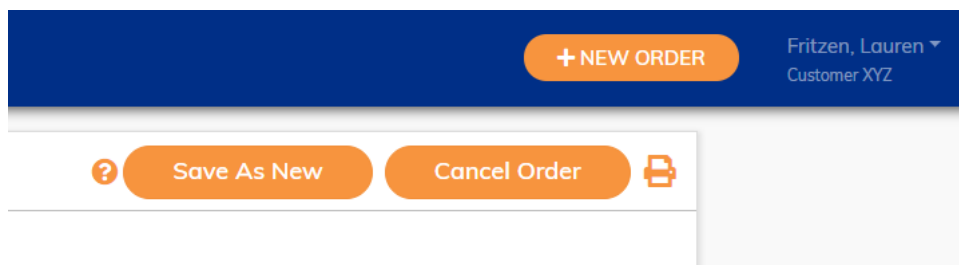 + NEW ORDER
Fritzen, Lauren
Customer XYZ
? Save As New Cancel Order